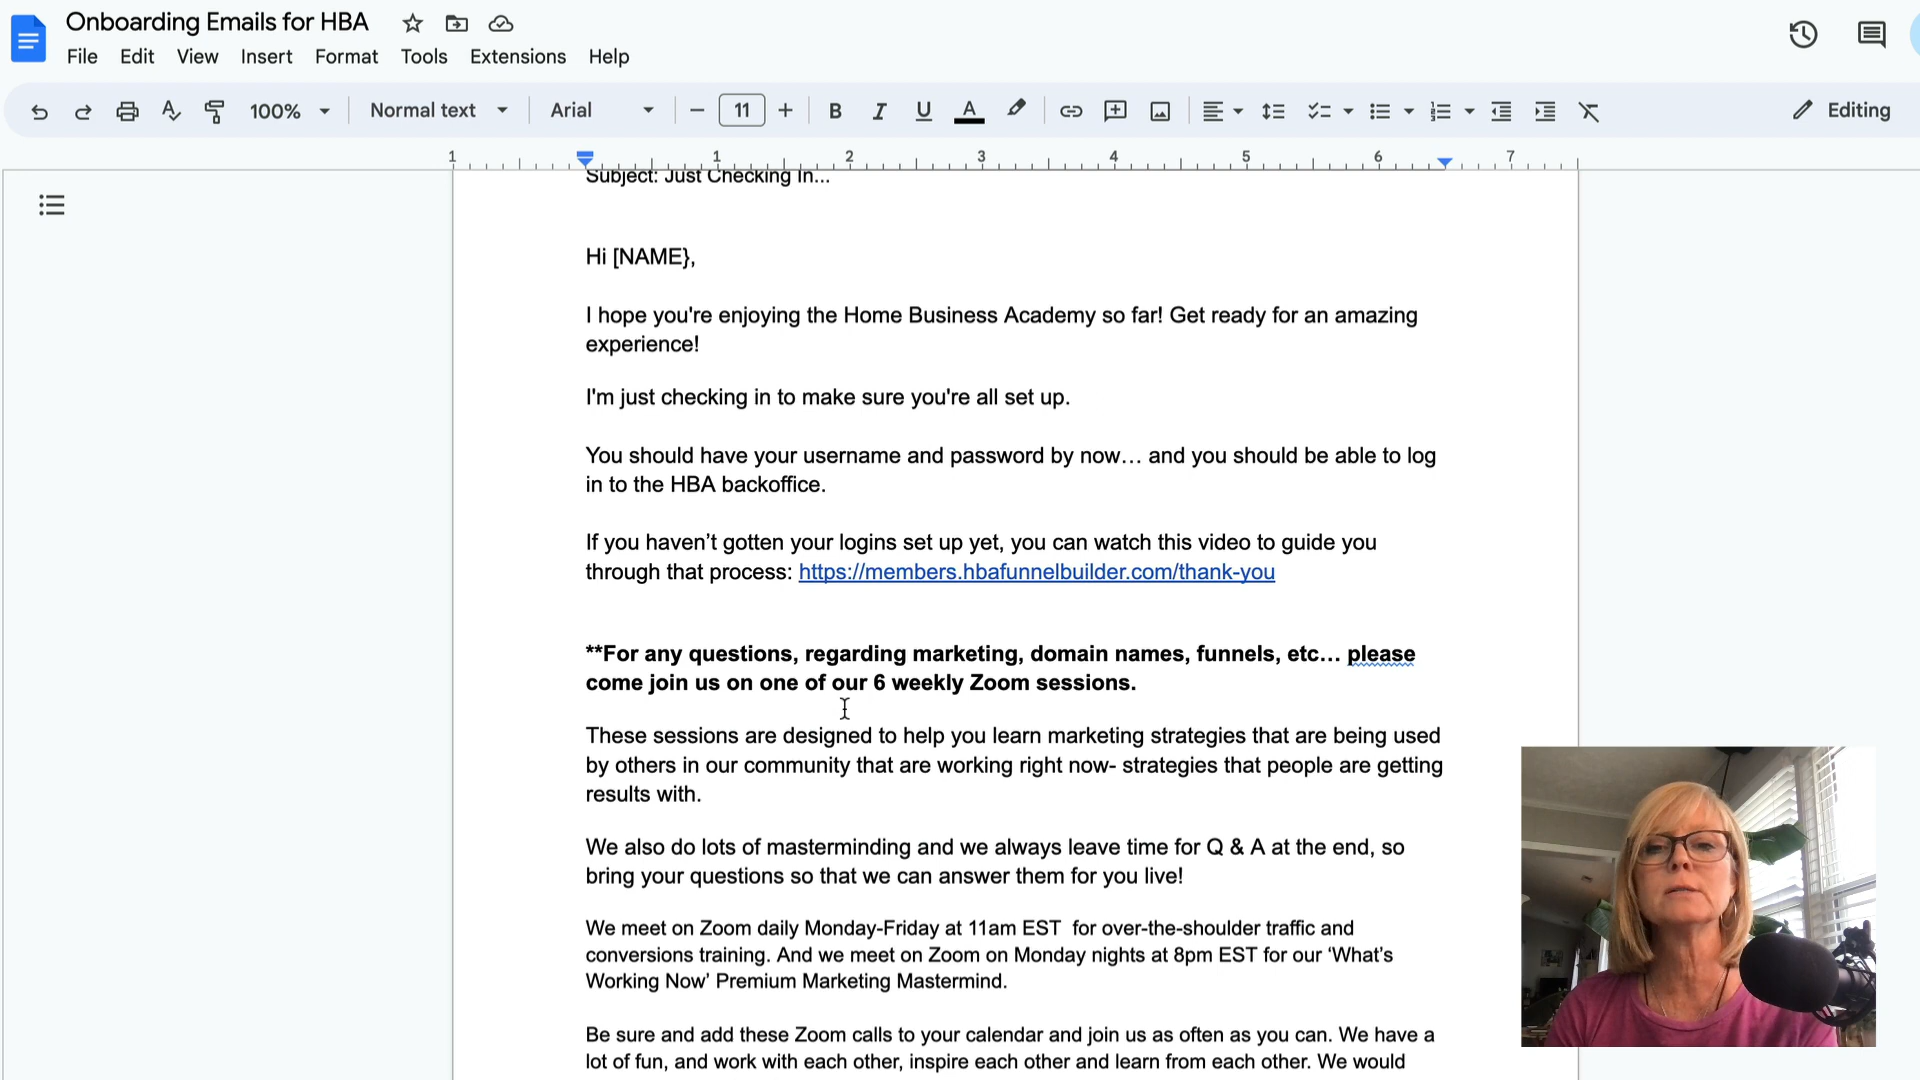 Onboarding Emails for HBA
File Edit View Insert Format Tools Extensions Help
100% Normal text Arial 11 Editing
1 1 2 3 4 5 6 7
Subject: Just Checking In...
Hi [NAME},
I hope you're enjoying the Home Business Academy so far! Get ready for an amazing
experience!
I'm just checking in to make sure you're all set up.
You should have your username and password by now… and you should be able to log
in to the HBA backoffice.
If you haven’t gotten your logins set up yet, you can watch this video to guide you
through that process: https://members.hbafunnelbuilder.com/thank-you
**For any questions, regarding marketing, domain names, funnels, etc… please
come join us on one of our 6 weekly Zoom sessions.
These sessions are designed to help you learn marketing strategies that are being used
by others in our community that are working right now- strategies that people are getting
results with.
We also do lots of masterminding and we always leave time for Q & A at the end, so
bring your questions so that we can answer them for you live!
We meet on Zoom daily Monday-Friday at 11am EST  for over-the-shoulder traffic and
conversions training. And we meet on Zoom on Monday nights at 8pm EST for our ‘What’s
Working Now’ Premium Marketing Mastermind.
Be sure and add these Zoom calls to your calendar and join us as often as you can. We have a
lot of fun, and work with each other, inspire each other and learn from each other. We would